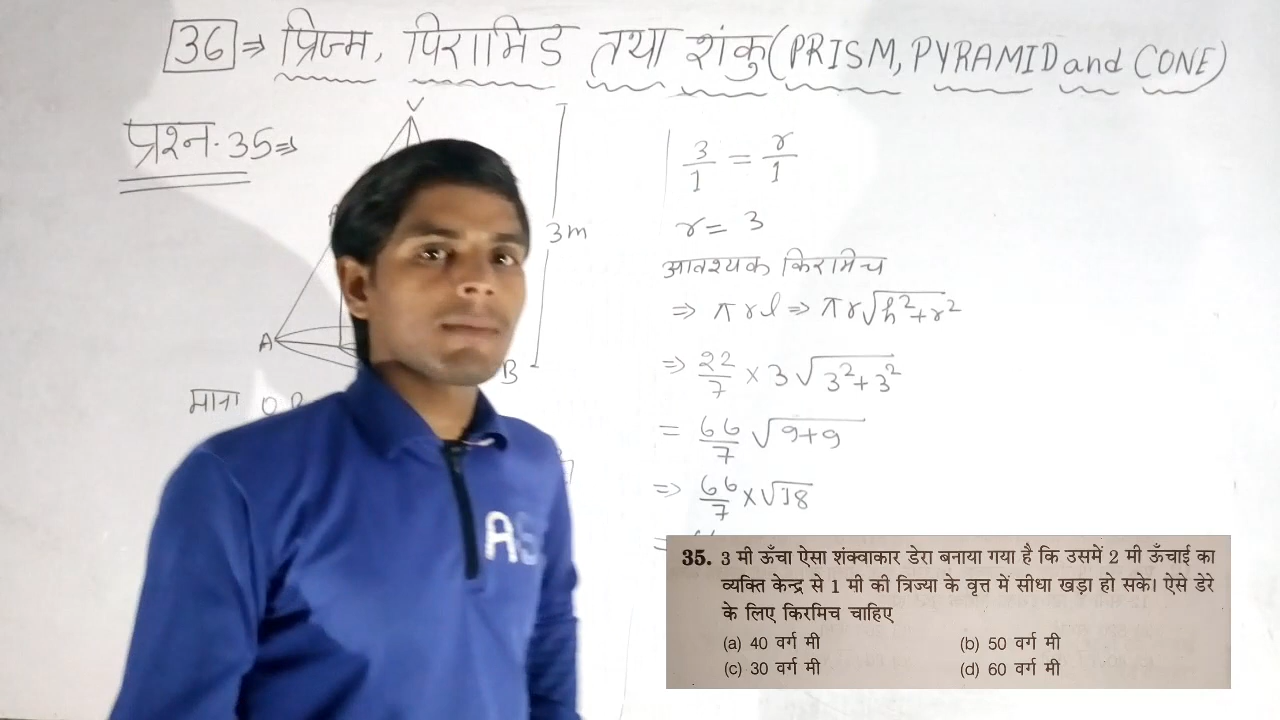 36 ⇒ प्रिज्म, पिरामिड तथा शंकु (PRISM, PYRAMID and CONE)
प्रश्न. 35 ⇒
V
3m
A
B
माना
3/1 = r/1
r = 3
आवश्यक किरामिच
⇒ πrl ⇒ πr√h²+r²
⇒ 22/7 × 3√3²+3²
= 66/7 √9+9
⇒ 66/7 × √18
=
35. 3 मी ऊँचा ऐसा शंक्वाकार डेरा बनाया गया है कि उसमें 2 मी ऊँचाई का
व्यक्ति केन्द्र से 1 मी की त्रिज्या के वृत्त में सीधा खड़ा हो सके। ऐसे डेरे
के लिए किरमिच चाहिए
(a) 40 वर्ग मी (b) 50 वर्ग मी
(c) 30 वर्ग मी (d) 60 वर्ग मी